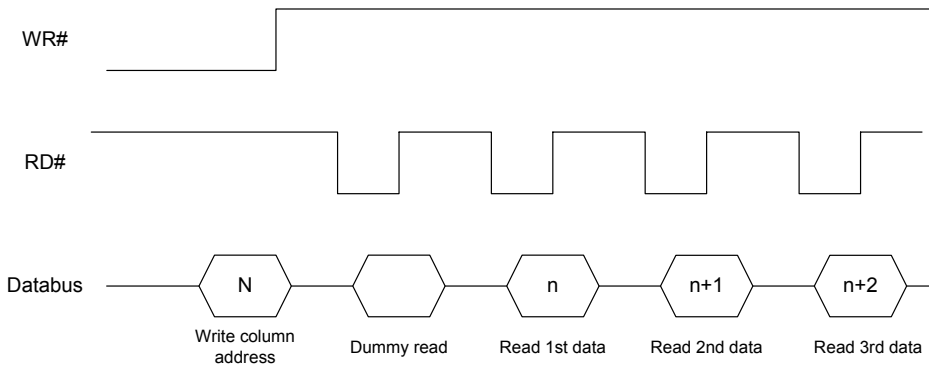 WR#
RD#
Databus
N
n
n+1
n+2
Write column
address
Dummy read
Read 1st data
Read 2nd data
Read 3rd data